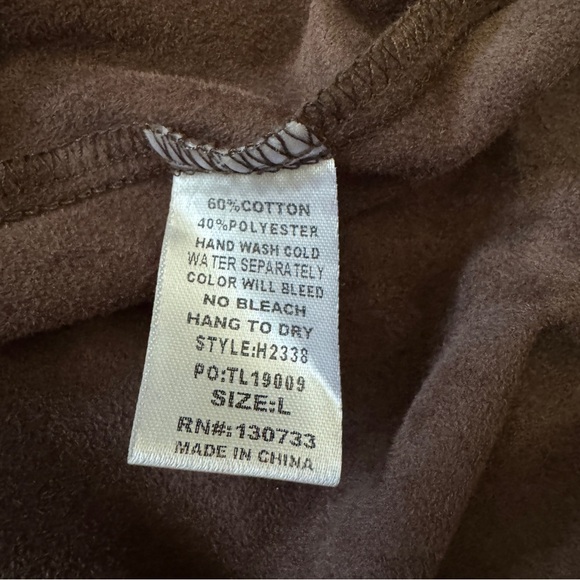 60%COTTON
40%POLYESTER
HAND WASH COLD
WATER SEPARATELY
COLOR WILL BLEED
NO BLEACH
HANG TO DRY
STYLE:H2338
PO:TL19009
SIZE:L
RN#:130733
MADE IN CHINA